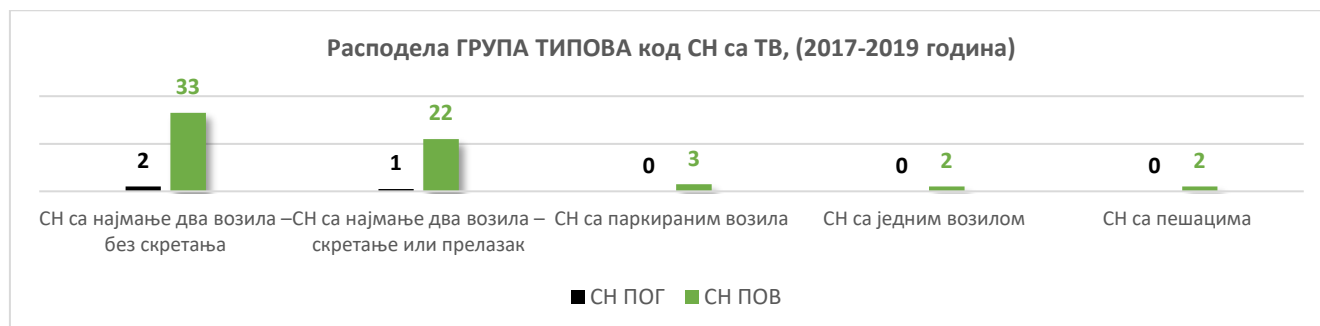 Расподела ГРУПА ТИПОВА код СН са ТВ, (2017-2019 година)
33
22
2
1
0
3
0
2
0
2
СН са најмање два возила –
без скретања
СН са најмање два возила –
скретање или прелазак
СН са паркираним возила
СН са једним возилом
СН са пешацима
СН ПОГ
СН ПОВ